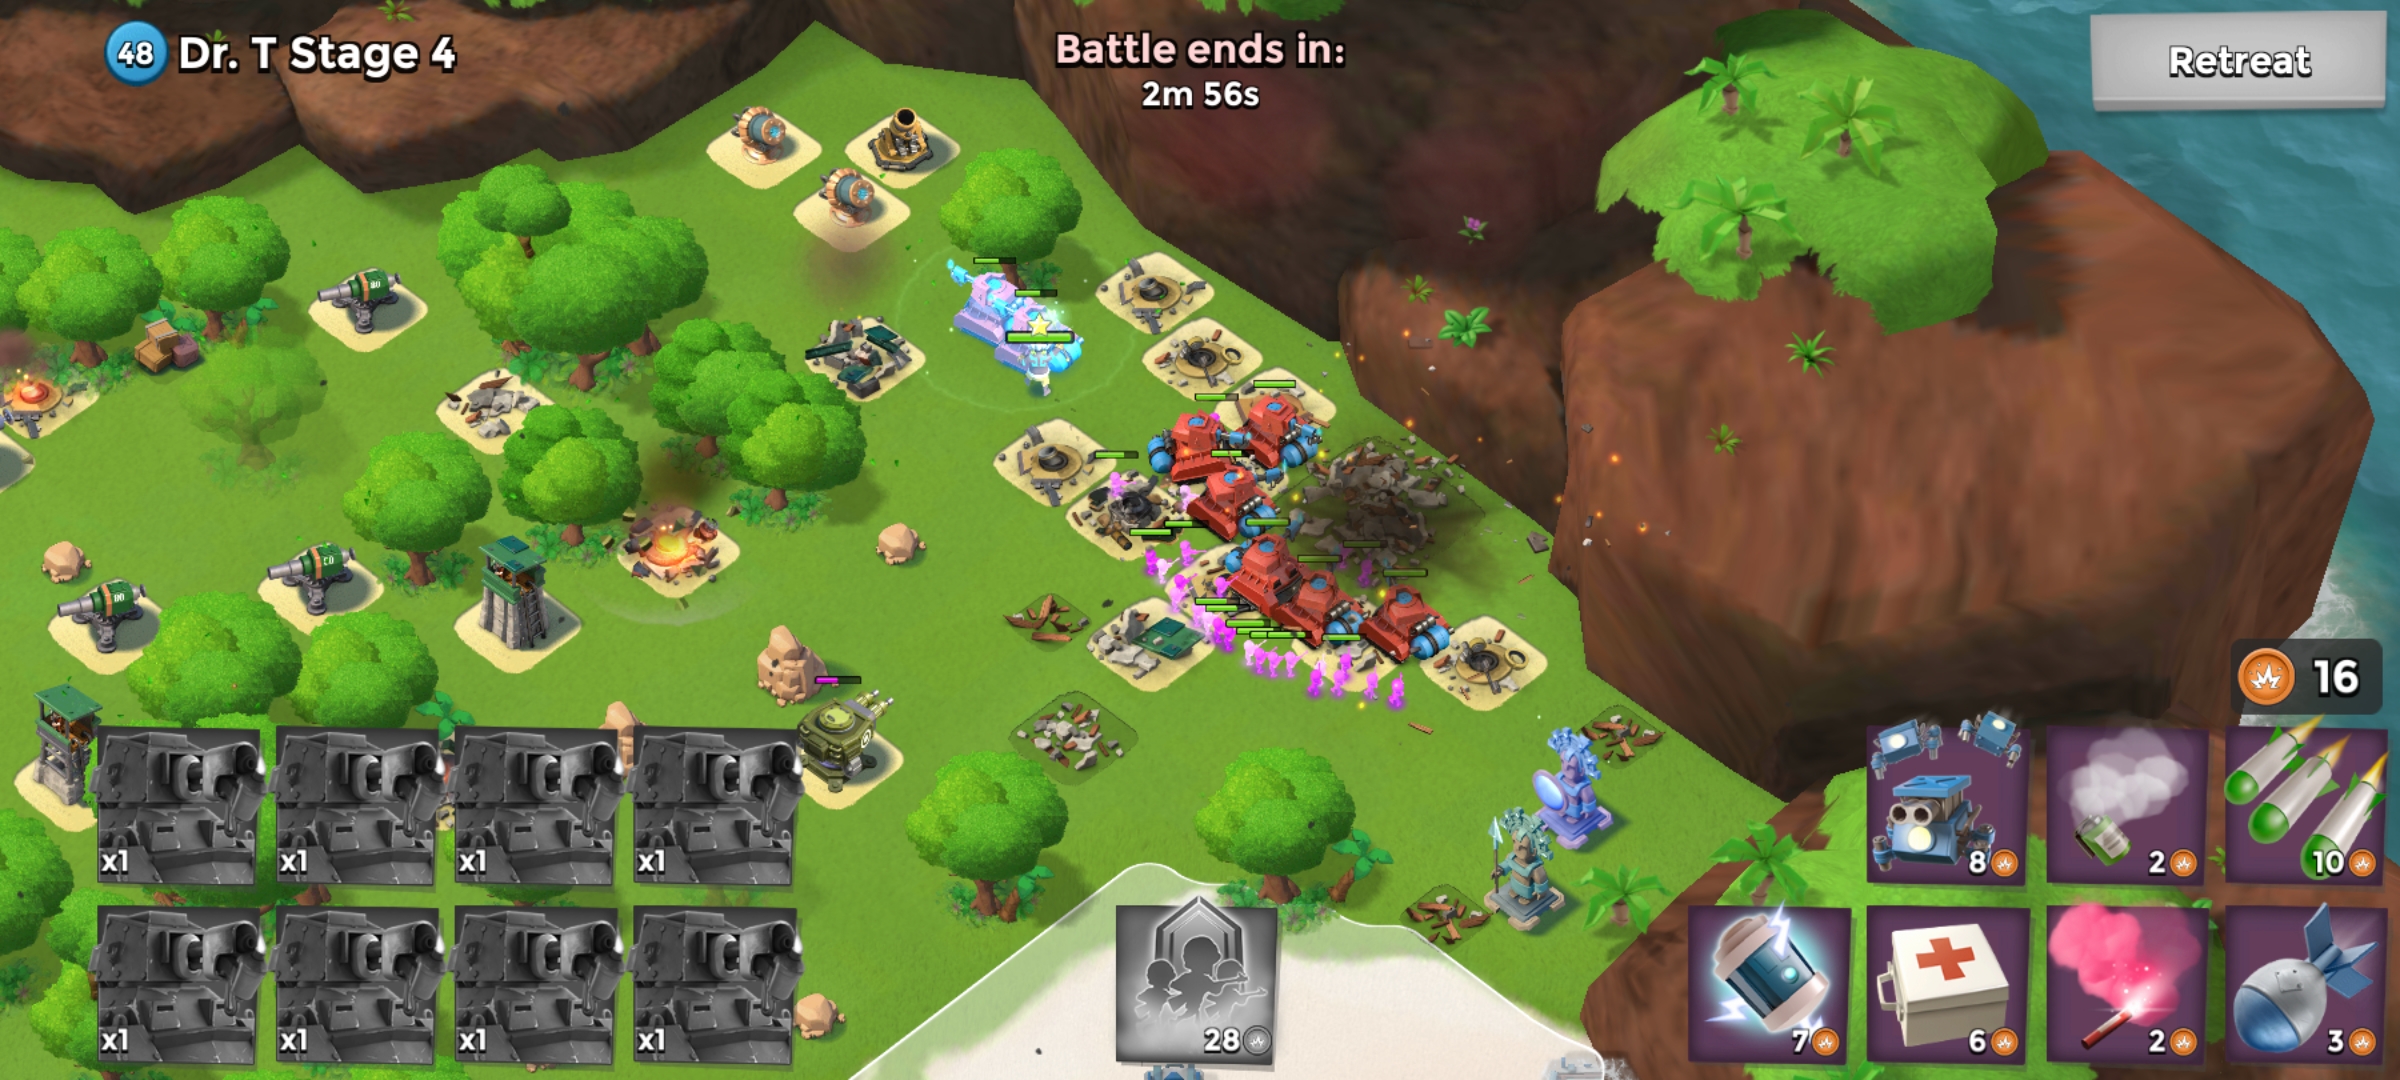 48 Dr. T Stage 4
Battle ends in:
2m 56s
Retreat
16
8
2
10
x1
x1
x1
x1
x1
x1
x1
x1
28
7
6
2
3